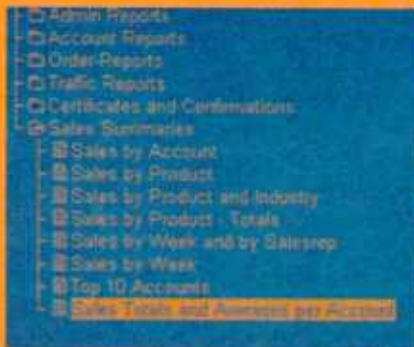 Admin Reports
Account Reports
Order Reports
Traffic Reports
Certificates and Confirmations
Sales Summaries
Sales by Account
Sales by Product
Sales by Product and Industry
Sales by Product - Totals
Sales by Week and by Salesrep
Sales by Week
Top 10 Accounts
Sales Totals and Averages per Account